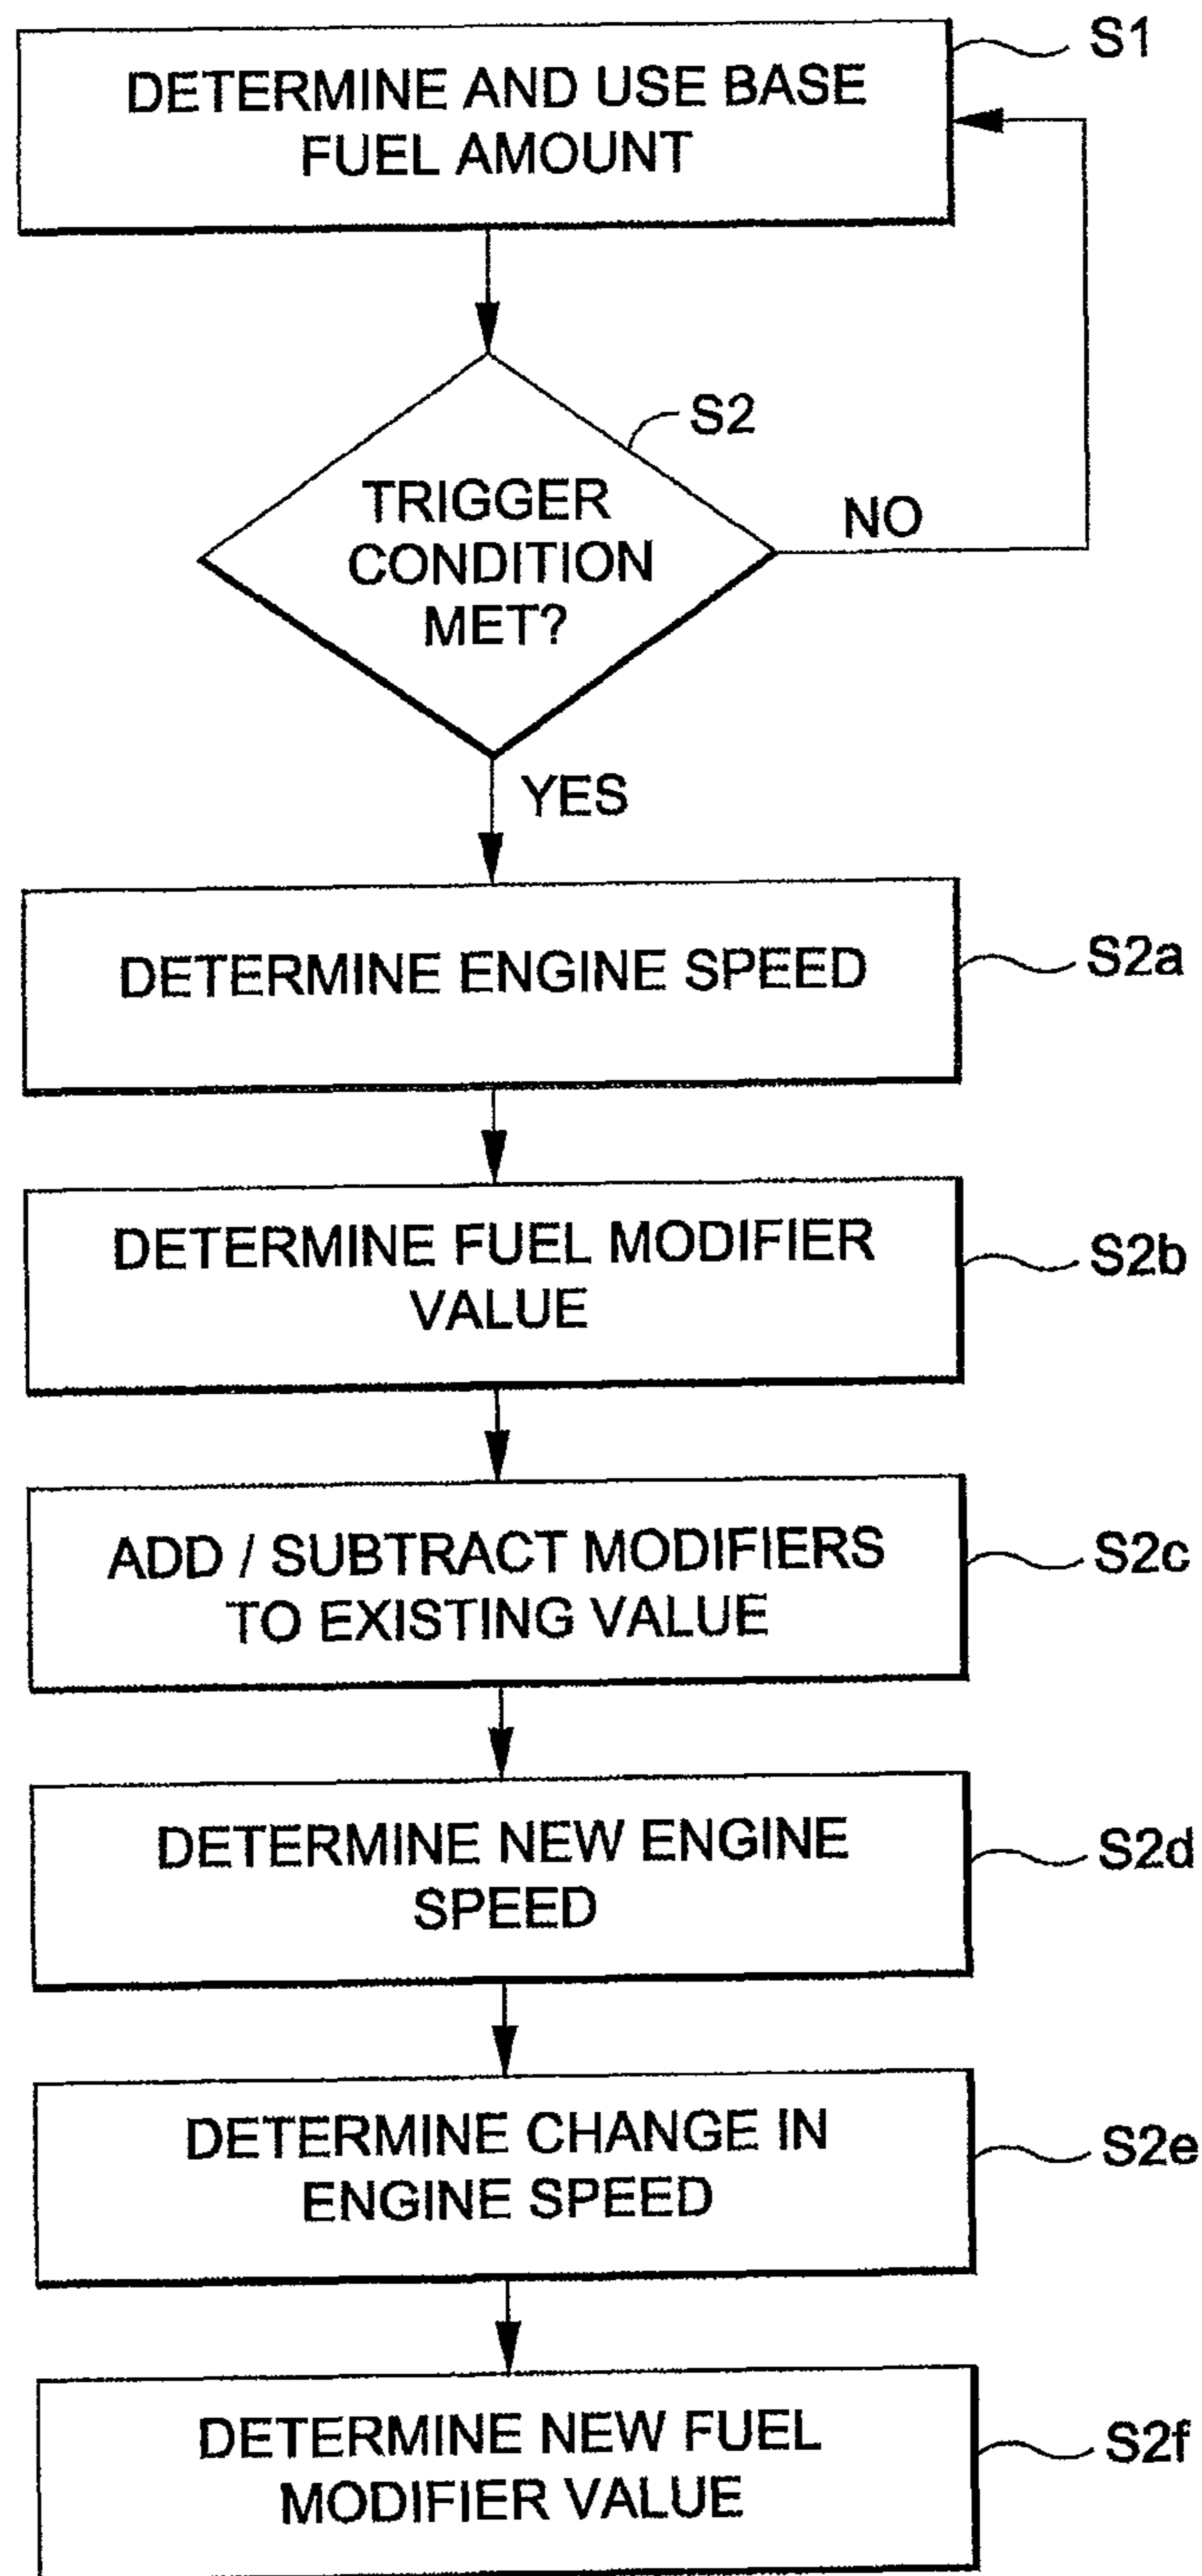 S1
DETERMINE AND USE BASE
FUEL AMOUNT
S2
TRIGGER
CONDITION
MET?
NO
YES
DETERMINE ENGINE SPEED
S2a
DETERMINE FUEL MODIFIER
VALUE
S2b
ADD / SUBTRACT MODIFIERS
TO EXISTING VALUE
S2c
DETERMINE NEW ENGINE
SPEED
S2d
DETERMINE CHANGE IN
ENGINE SPEED
S2e
DETERMINE NEW FUEL
MODIFIER VALUE
S2f